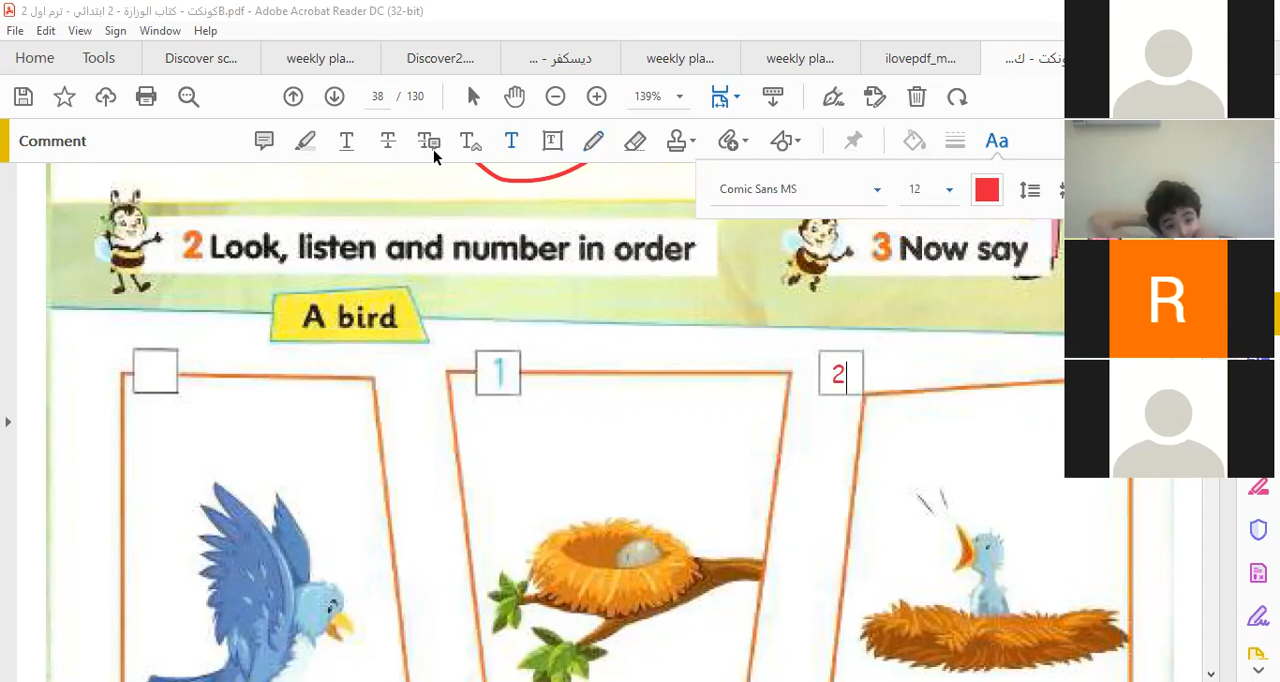 كونكت - كتاب الوزارة - 2 ابتدائي - ترم اول 2B.pdf - Adobe Acrobat Reader DC (32-bit)
File Edit View Sign Window Help
Home Tools Discover sc... weekly pla... Discover2.... ديسكفر - ... weekly pla... weekly pla... ilovepdf_m... ونكت - ك...
38 / 130 139%
Comment
Aa
Comic Sans MS 12
2 Look, listen and number in order
3 Now say
A bird
1
2
R